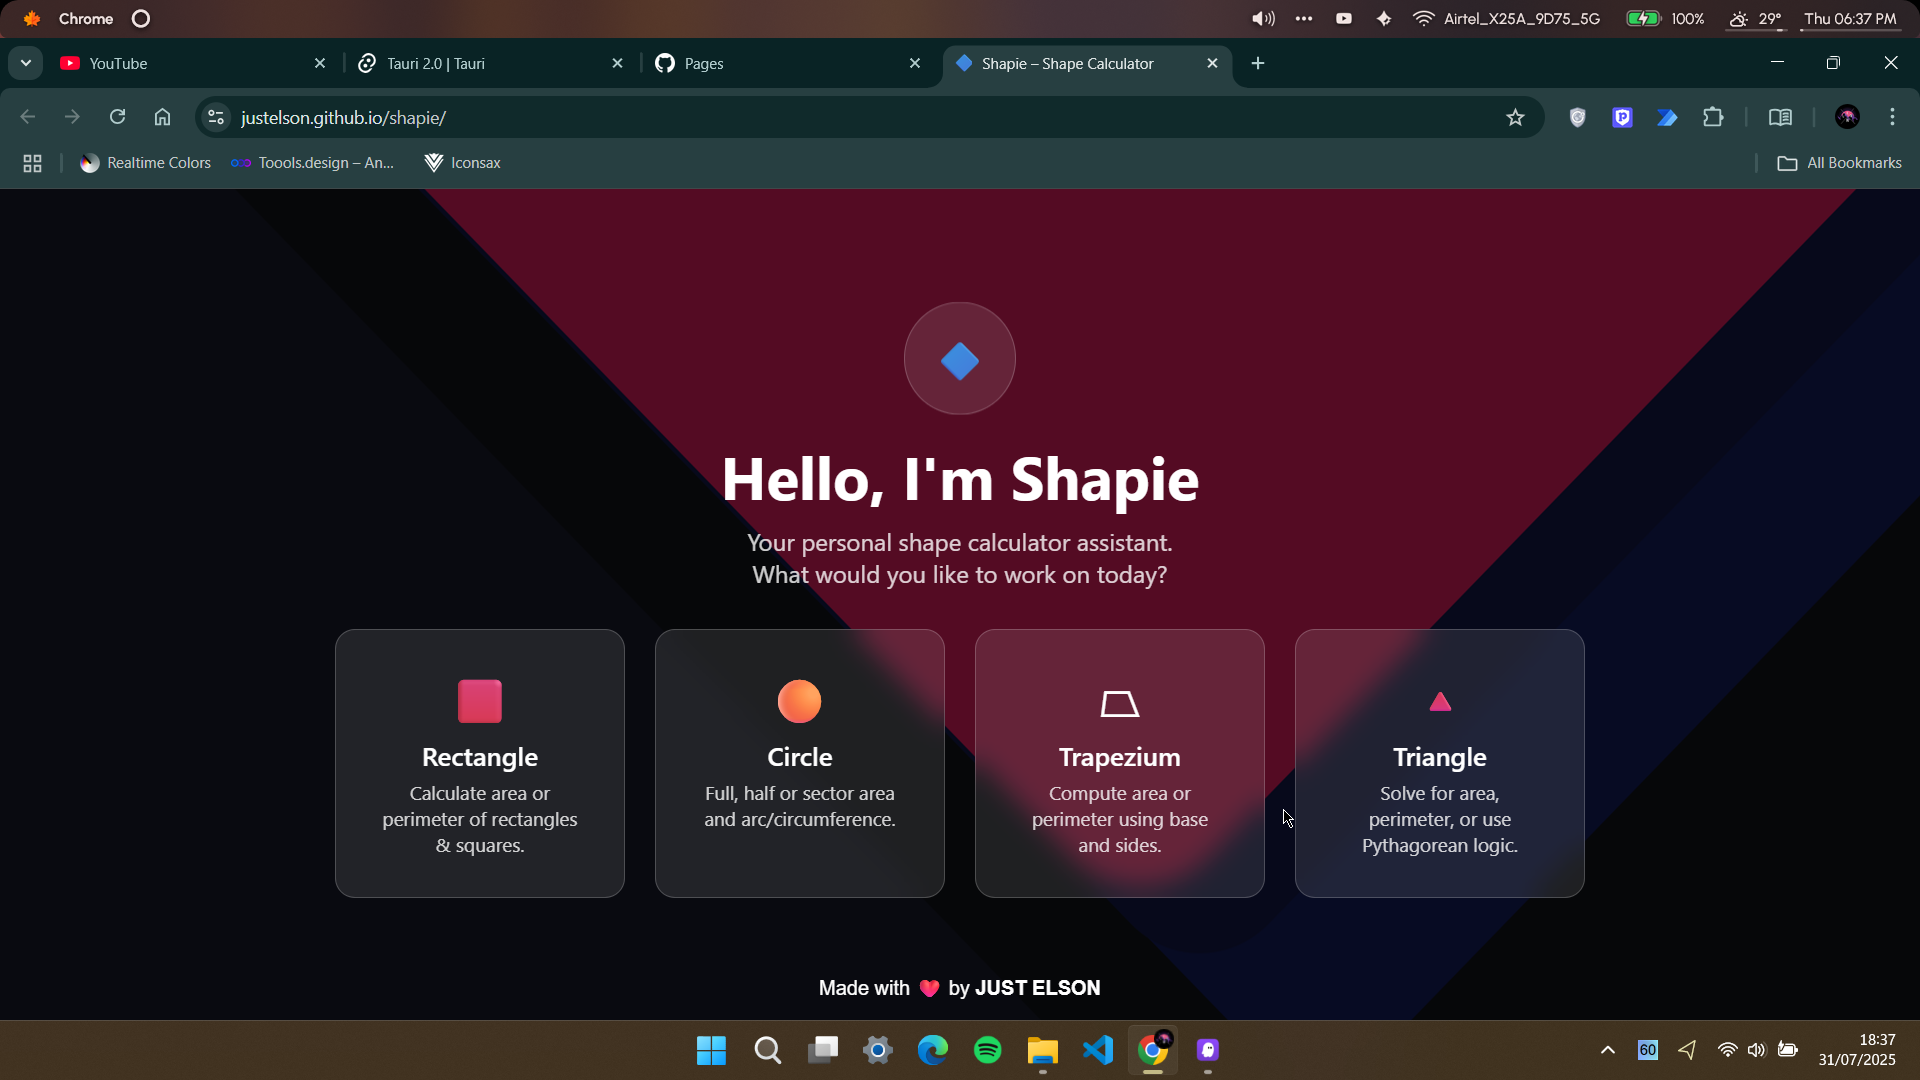 Chrome
Airtel_X25A_9D75_5G
100%
29°
Thu 06:37 PM
YouTube
Tauri 2.0 | Tauri
Pages
Shapie – Shape Calculator
justelson.github.io/shapie/
Realtime Colors
Toools.design – An...
Iconsax
All Bookmarks
Hello, I'm Shapie
Your personal shape calculator assistant.
What would you like to work on today?
Rectangle
Calculate area or
perimeter of rectangles
& squares.
Circle
Full, half or sector area
and arc/circumference.
Trapezium
Compute area or
perimeter using base
and sides.
Triangle
Solve for area,
perimeter, or use
Pythagorean logic.
Made with ❤️ by JUST ELSON
60
18:37
31/07/2025